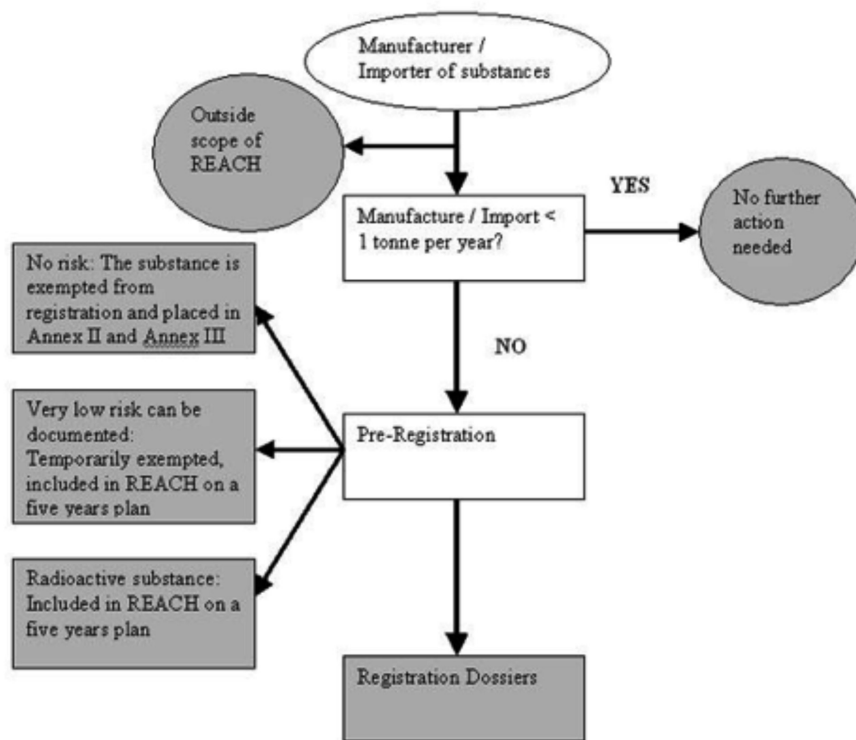 Manufacturer /
Importer of substances
Outside
scope of
REACH
YES
No further
action
needed
Manufacture / Import <
1 tonne per year?
No risk: The substance is
exempted from
registration and placed in
Annex II and Annex III
NO
Very low risk can be
documented:
Temporarily exempted,
included in REACH on a
five years plan
Pre-Registration
Radioactive substance:
Included in REACH on a
five years plan
Registration Dossiers